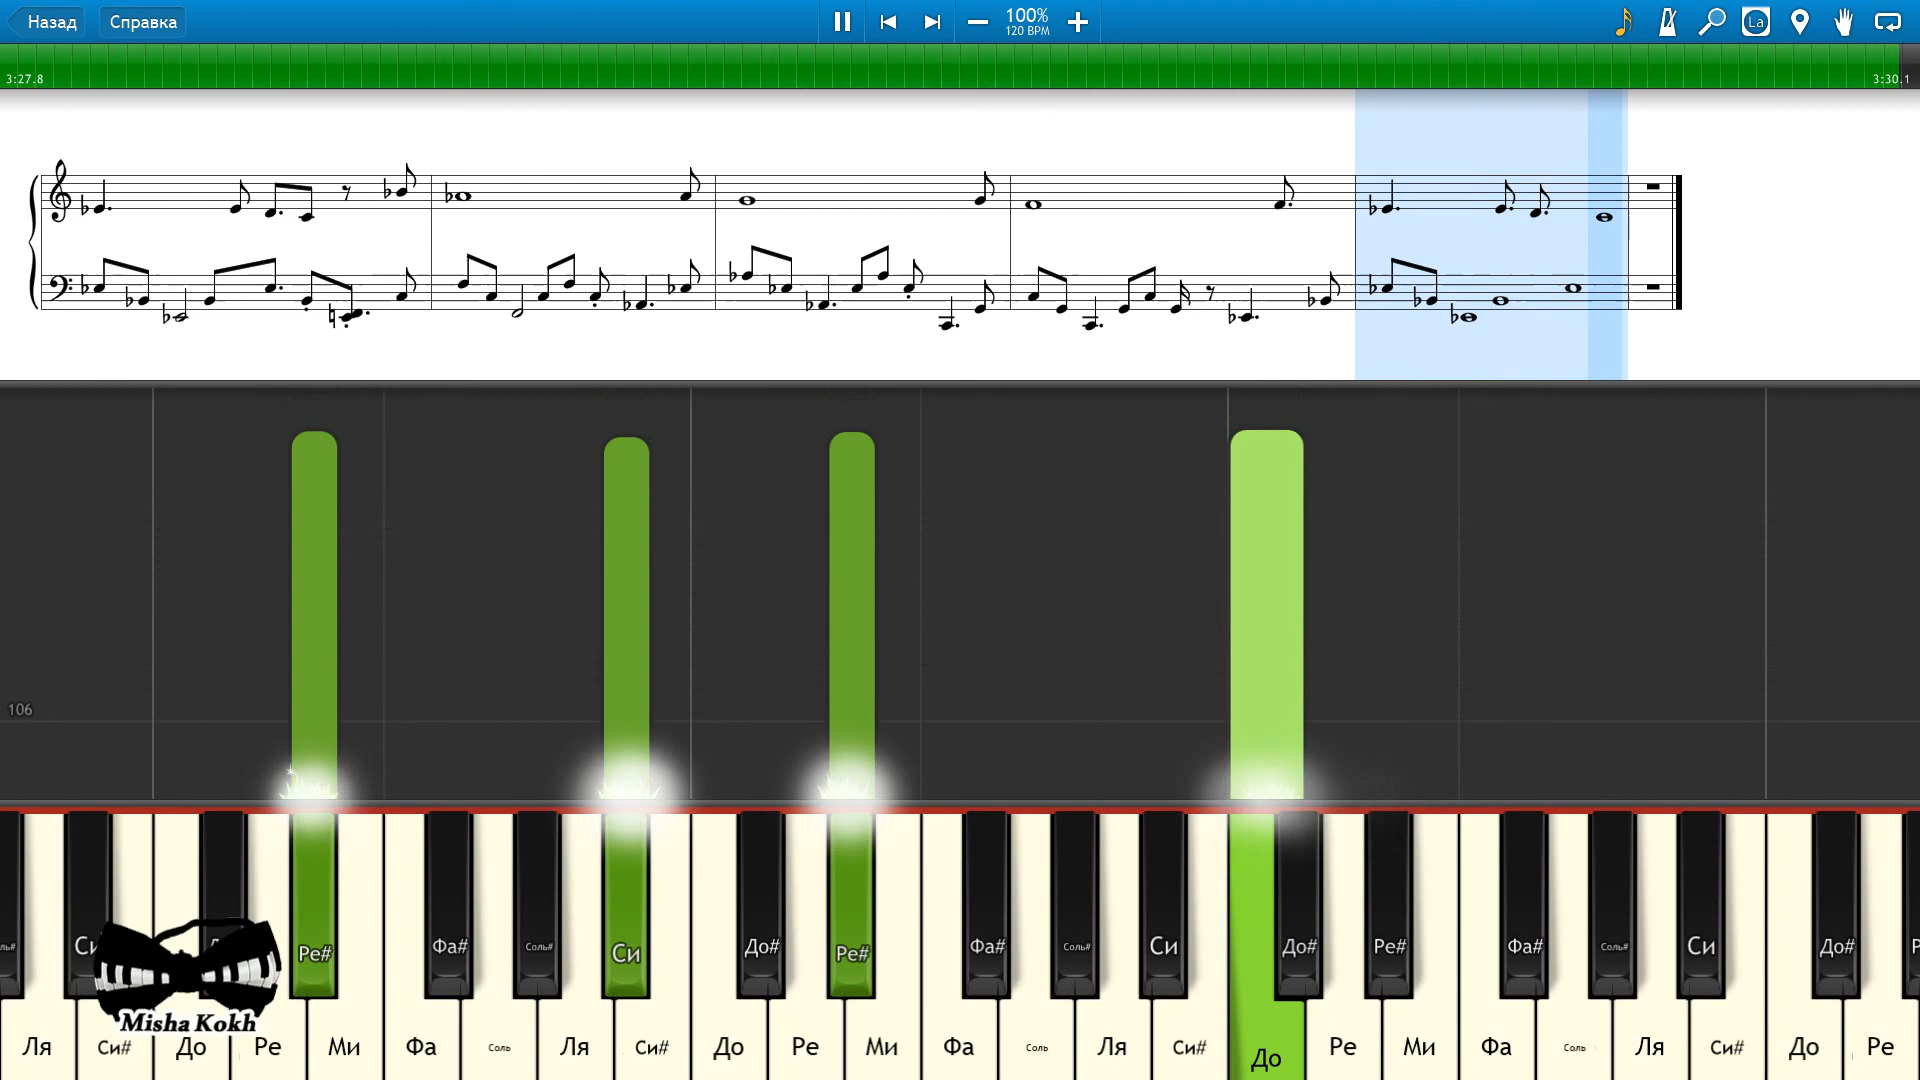 Назад Справка 100% La
120 BPM
3:27.8 3:30.1
106
Ре# Фа# Соль# Си До# Ре# Фа# Соль# Си До# Ре# Фа# Соль# Си До#
Misha Kokh
Ля Си# До Ре Ми Фа Соль Ля Си# До Ре Ми Фа Соль Ля Си# До Ре Ми Фа Соль Ля Си# До Ре